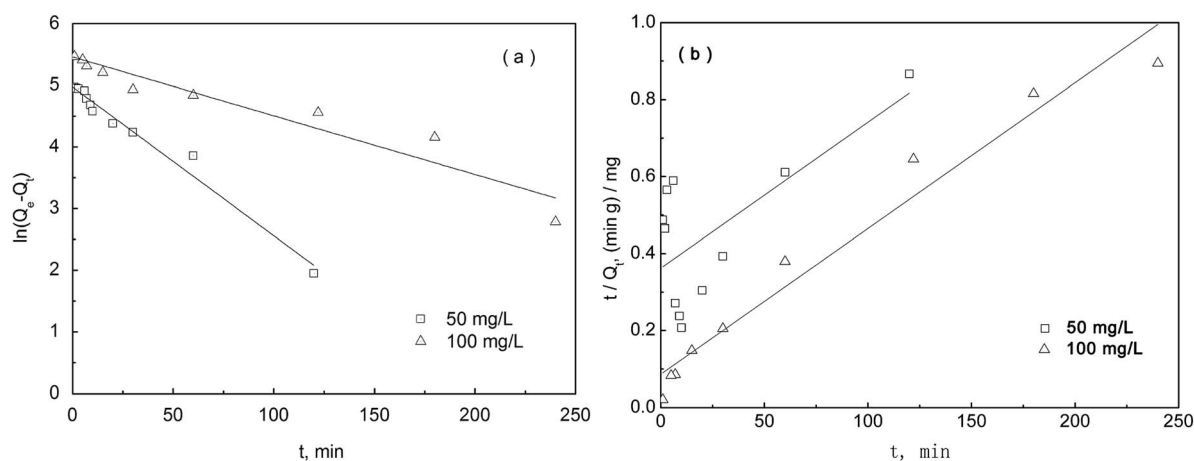 ( a )
6
5
4
3
2
1
0
ln(Qe-Qt)
0 50 100 150 200 250
t, min
50 mg/L
100 mg/L
( b )
1.0
0.8
0.6
0.4
0.2
0.0
t / Qt, (min g) / mg
0 50 100 150 200 250
t, min
50 mg/L
100 mg/L